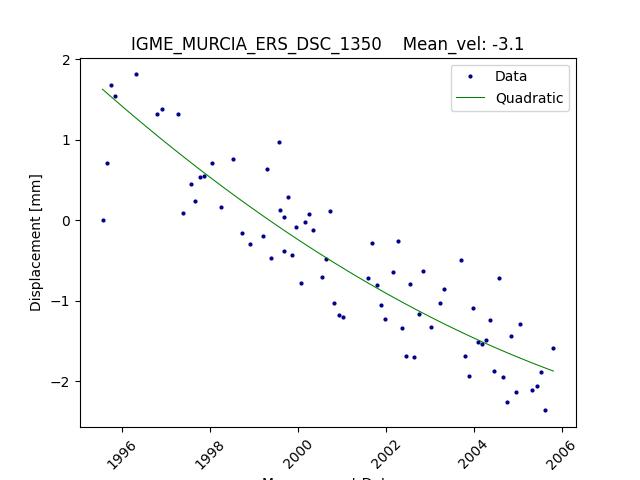 IGME_MURCIA_ERS_DSC_1350    Mean_vel: -3.1
Data
Quadratic
Displacement [mm]
2
1
0
−1
−2
1996
1998
2000
2002
2004
2006